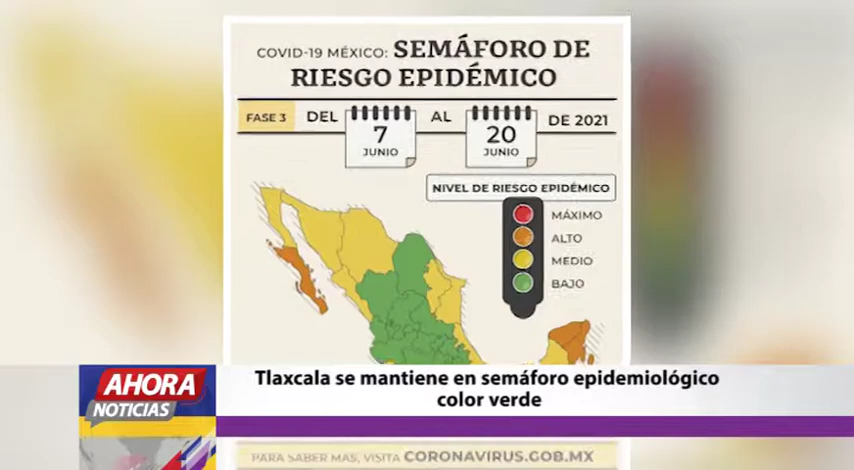 COVID-19 MÉXICO: SEMÁFORO DE
RIESGO EPIDÉMICO
FASE 3 DEL 7 JUNIO AL 20 JUNIO DE 2021
NIVEL DE RIESGO EPIDÉMICO
MÁXIMO
ALTO
MEDIO
BAJO
AHORA
NOTICIAS
Tlaxcala se mantiene en semáforo epidemiológico
color verde
PARA SABER MAS, VISITA CORONAVIRUS.GOB.MX